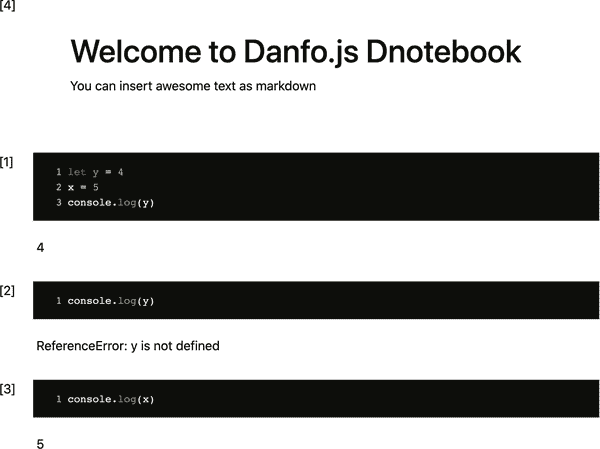 [4]
Welcome to Danfo.js Dnotebook
You can insert awesome text as markdown
[1]
1 let y = 4
2 x = 5
3 console.log(y)
4
[2]
1 console.log(y)
ReferenceError: y is not defined
[3]
1 console.log(x)
5